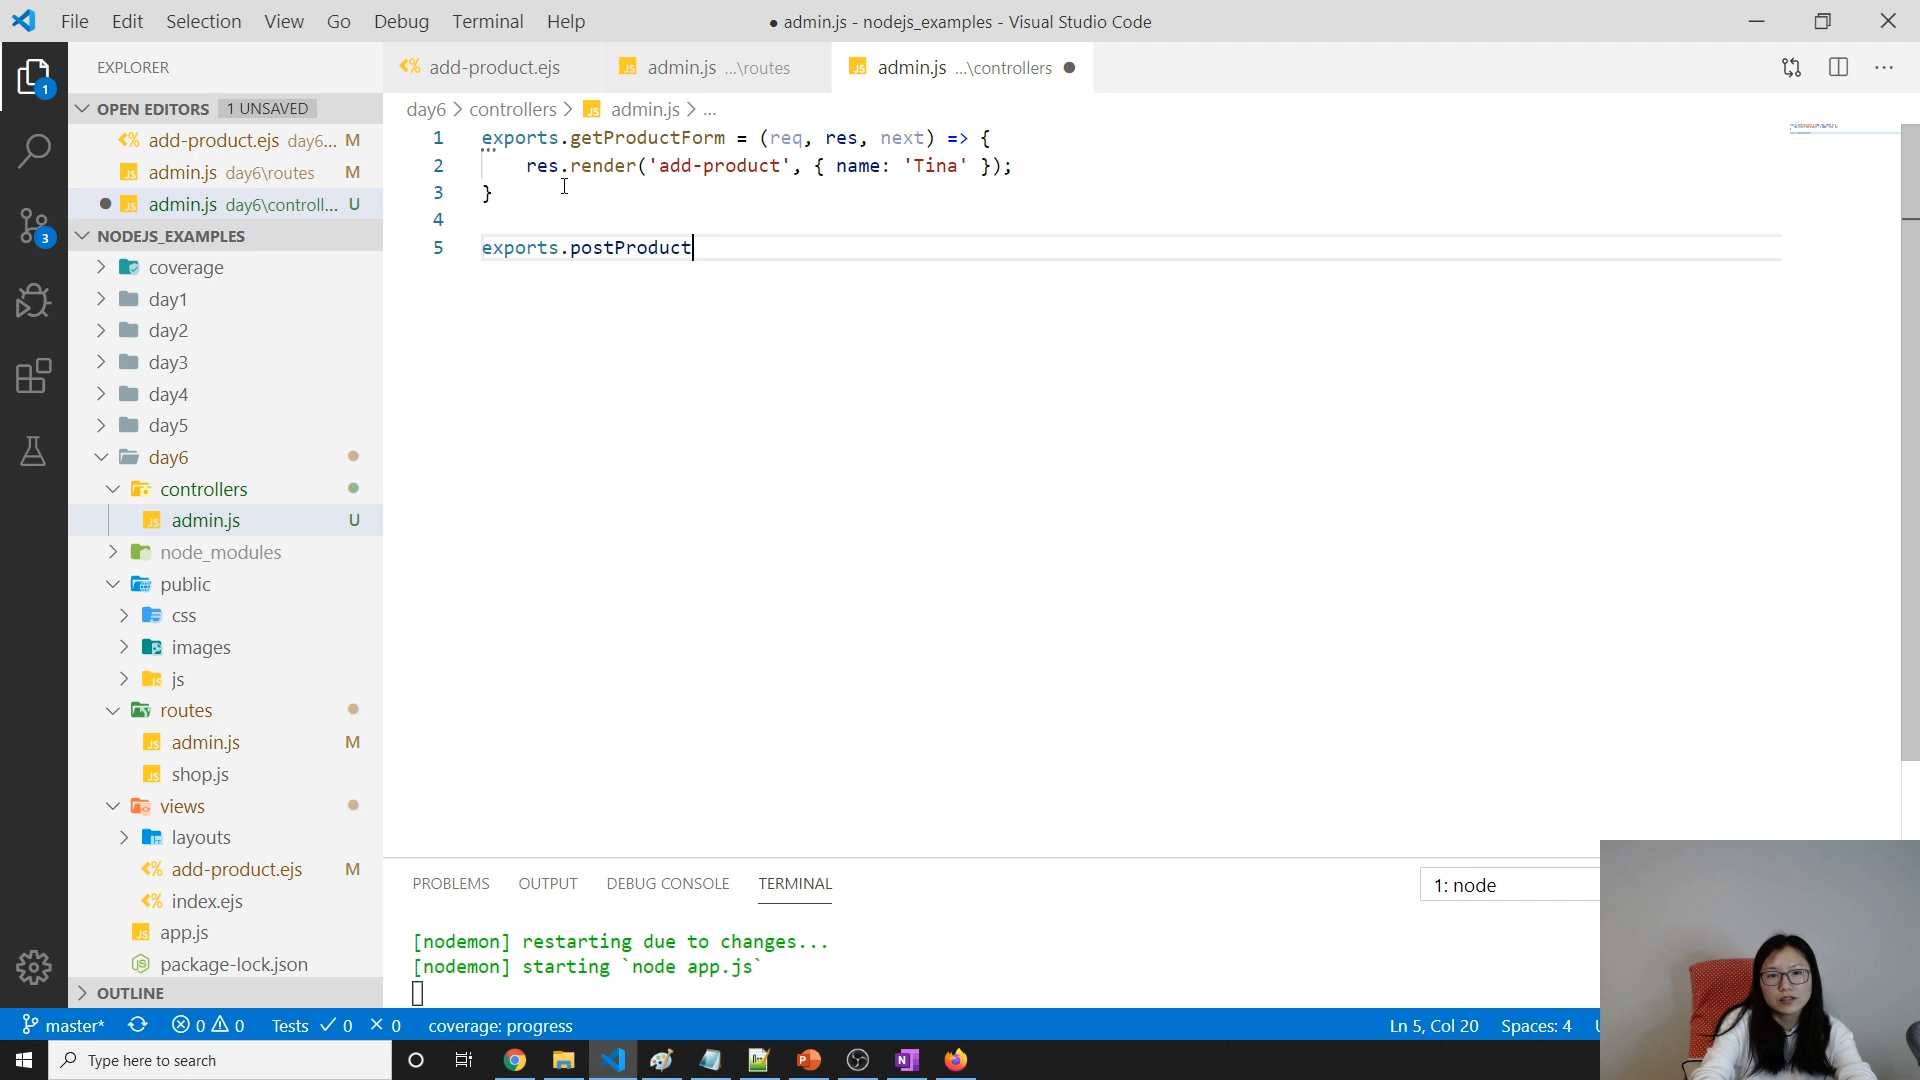 File Edit Selection View Go Debug Terminal Help
● admin.js - nodejs_examples - Visual Studio Code
EXPLORER
OPEN EDITORS 1 UNSAVED
add-product.ejs day6... M
admin.js day6\routes M
admin.js day6\controll... U
NODEJS_EXAMPLES
coverage
day1
day2
day3
day4
day5
day6
controllers
admin.js U
node_modules
public
css
images
js
routes
admin.js M
shop.js
views
layouts
add-product.ejs M
index.ejs
app.js
package-lock.json
OUTLINE
1
3
add-product.ejs
admin.js ...\routes
admin.js ...\controllers
day6 > controllers > JS admin.js > ...
1 exports.getProductForm = (req, res, next) => {
2 res.render('add-product', { name: 'Tina' });
3 }
4
5 exports.postProduct
PROBLEMS OUTPUT DEBUG CONSOLE TERMINAL
1: node
[nodemon] restarting due to changes...
[nodemon] starting `node app.js`
master* 0 0 Tests ✓ 0 × 0 coverage: progress
Ln 5, Col 20 Spaces: 4
Type here to search